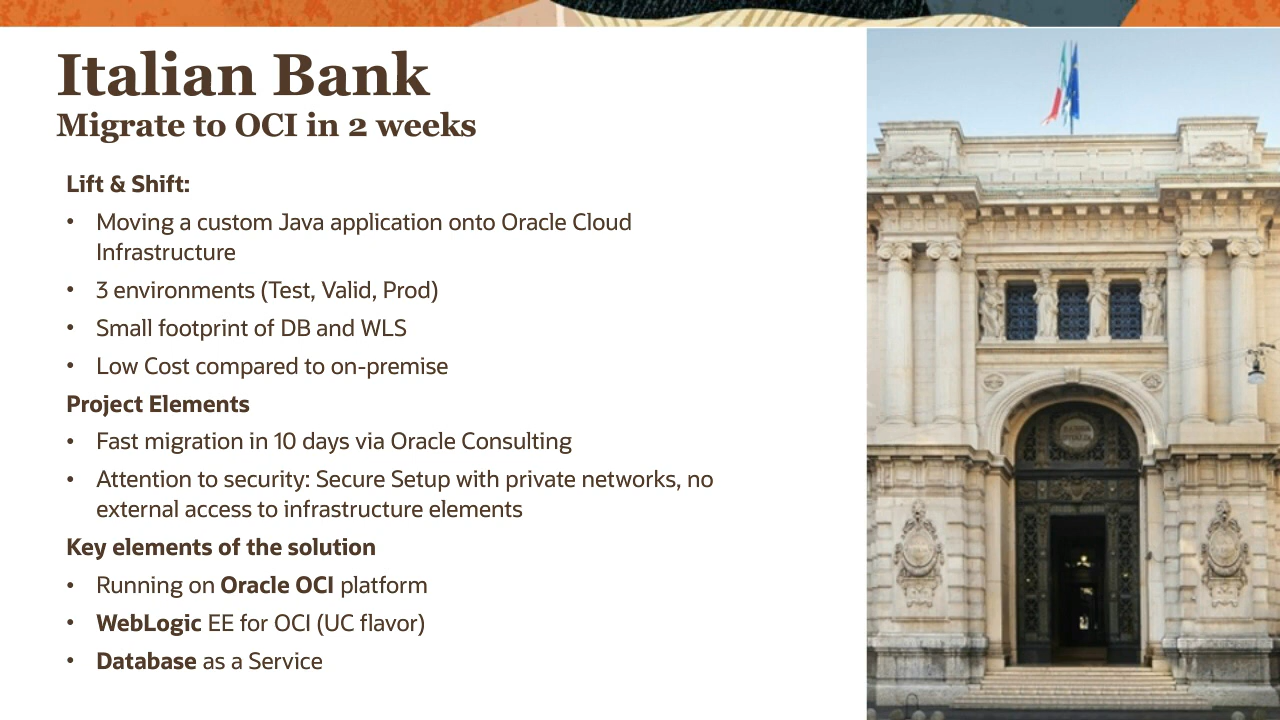 Italian Bank
Migrate to OCI in 2 weeks
Lift & Shift:
• Moving a custom Java application onto Oracle Cloud
Infrastructure
• 3 environments (Test, Valid, Prod)
• Small footprint of DB and WLS
• Low Cost compared to on-premise
Project Elements
• Fast migration in 10 days via Oracle Consulting
• Attention to security: Secure Setup with private networks, no
external access to infrastructure elements
Key elements of the solution
• Running on Oracle OCI platform
• WebLogic EE for OCI (UC flavor)
• Database as a Service